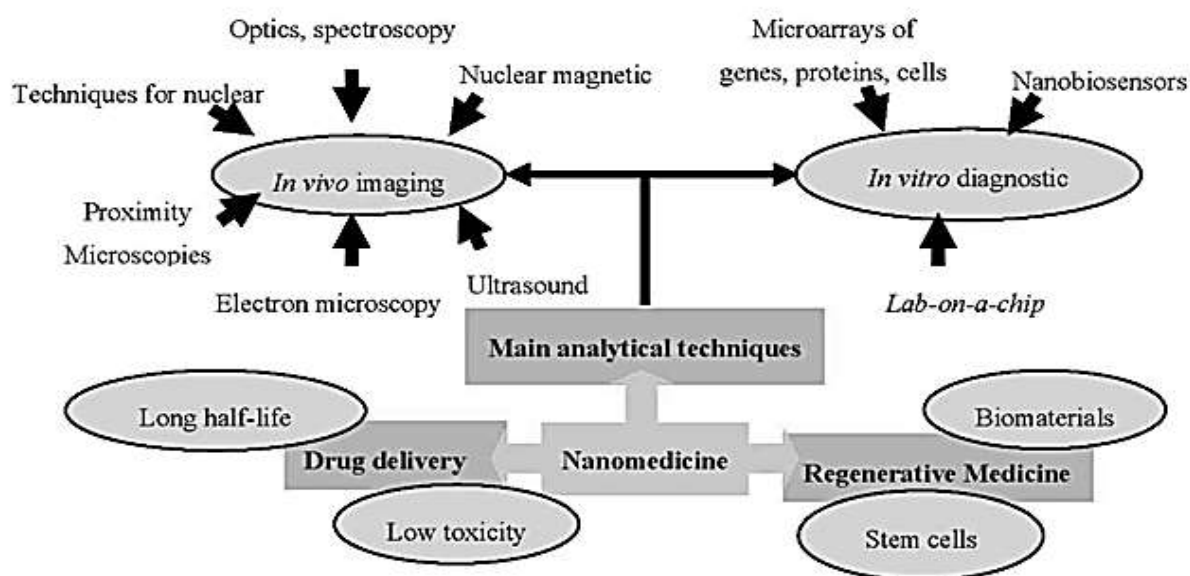 Optics, spectroscopy
Microarrays of
genes, proteins, cells
Nuclear magnetic
Nanobiosensors
Techniques for nuclear
In vivo imaging
In vitro diagnostic
Proximity
Microscopies
Ultrasound
Electron microscopy
Lab-on-a-chip
Main analytical techniques
Long half-life
Biomaterials
Drug delivery
Nanomedicine
Regenerative Medicine
Low toxicity
Stem cells